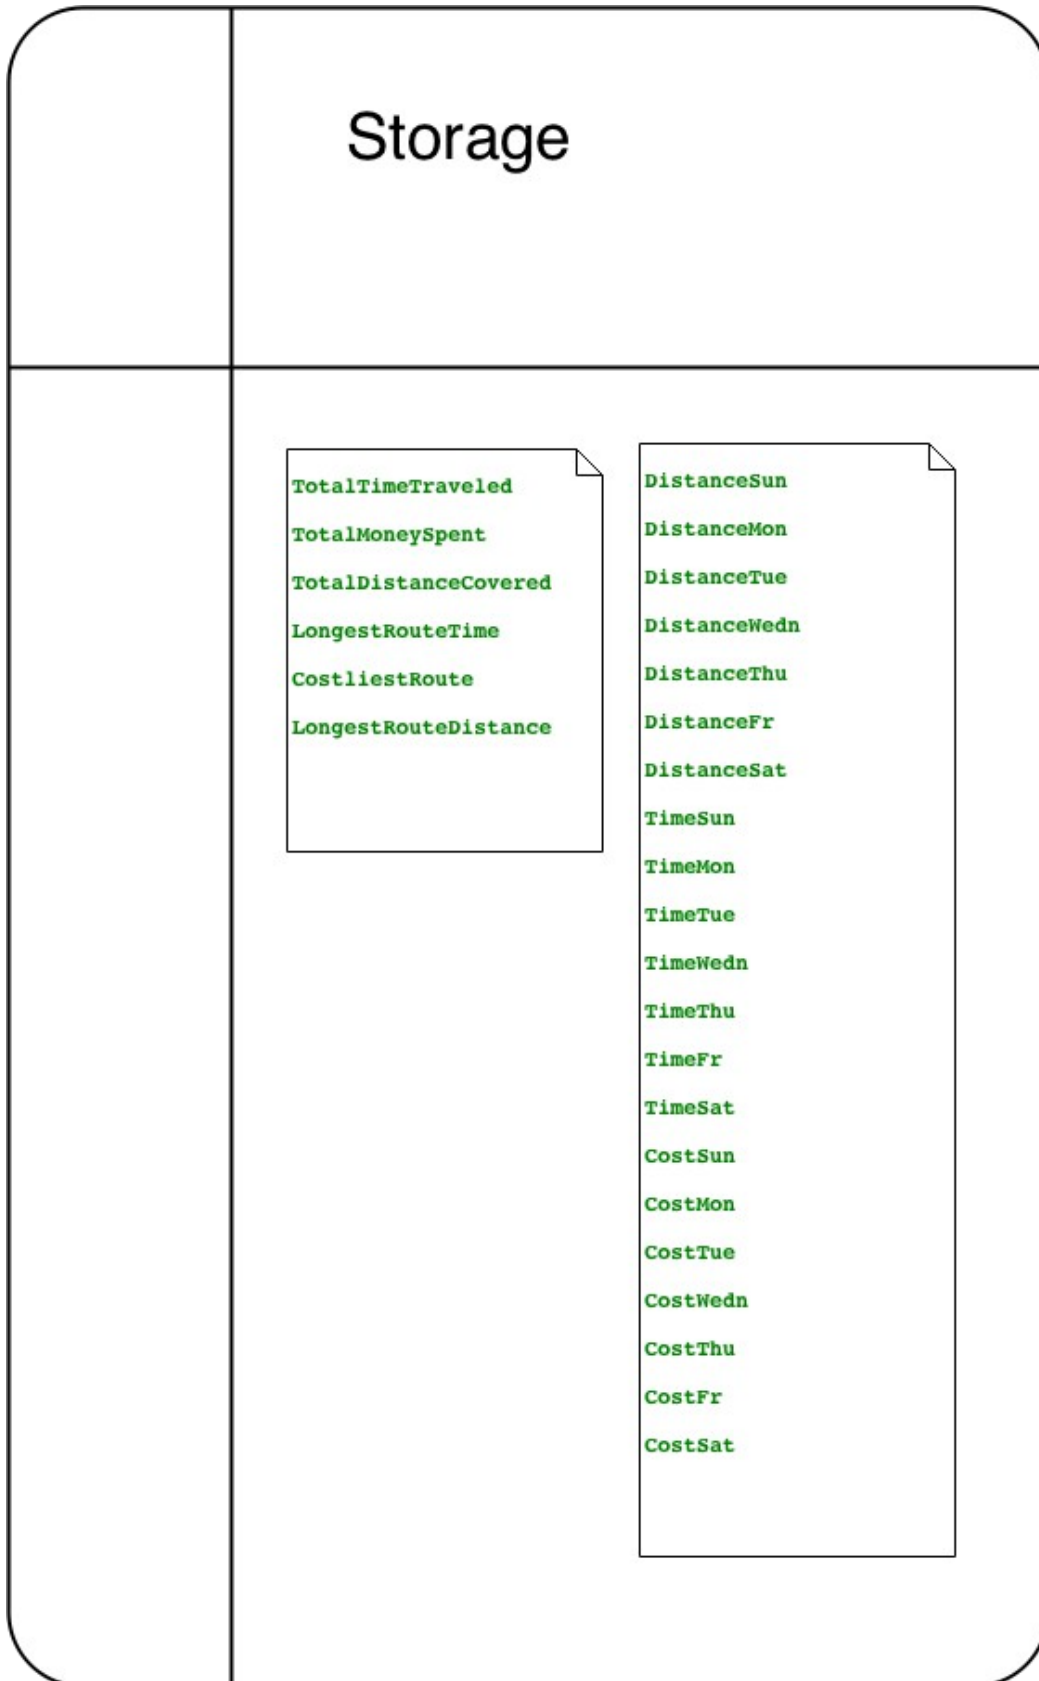 Storage
TotalTimeTraveled
TotalMoneySpent
TotalDistanceCovered
LongestRouteTime
CostliestRoute
LongestRouteDistance
DistanceSun
DistanceMon
DistanceTue
DistanceWedn
DistanceThu
DistanceFr
DistanceSat
TimeSun
TimeMon
TimeTue
TimeWedn
TimeThu
TimeFr
TimeSat
CostSun
CostMon
CostTue
CostWedn
CostThu
CostFr
CostSat